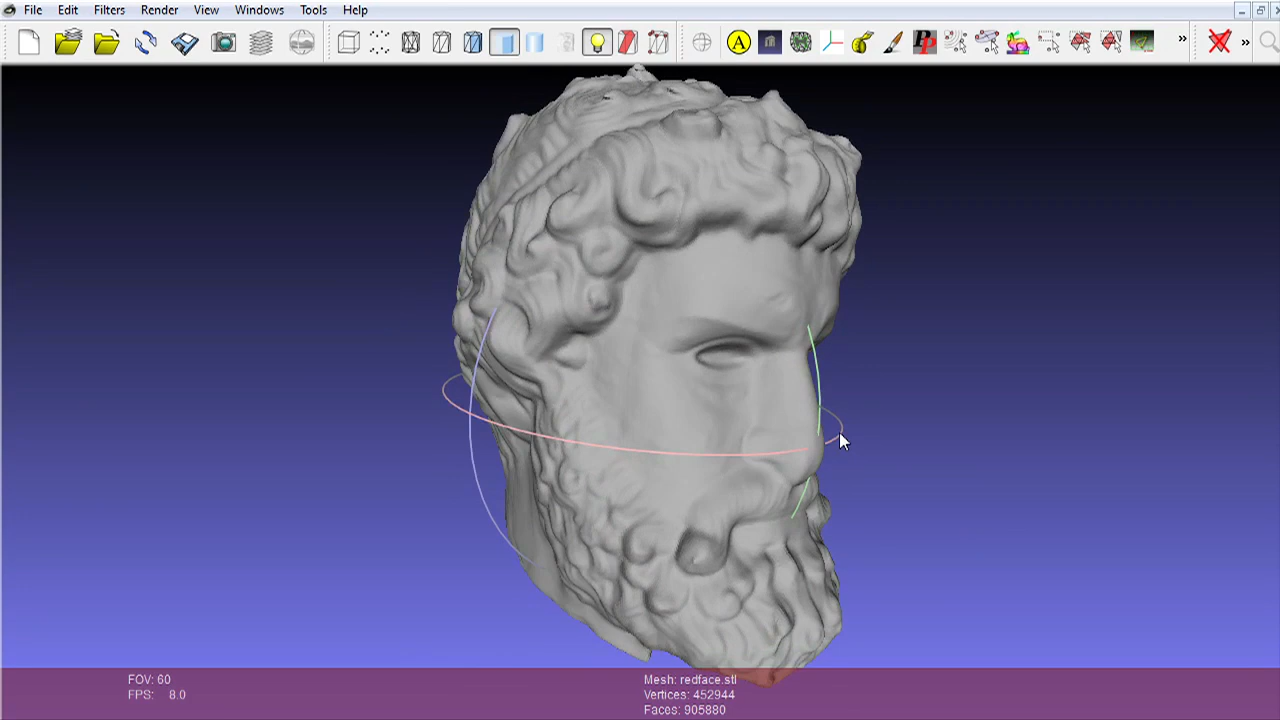 File Edit Filters Render View Windows Tools Help
A
PP
FOV: 60
FPS: 8.0
Mesh: redface.stl
Vertices: 452944
Faces: 905880